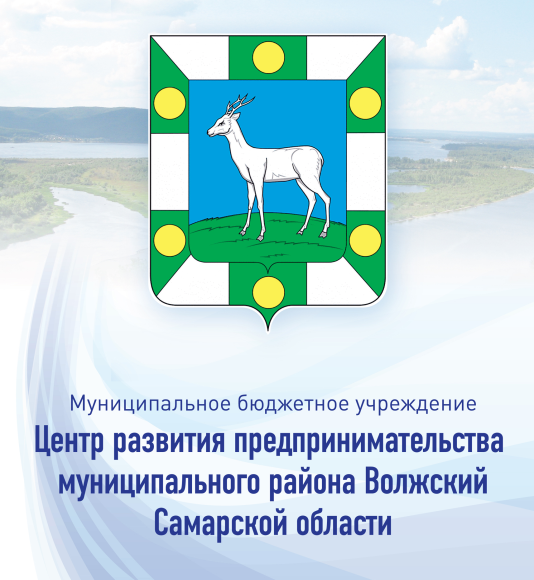 Муниципальное бюджетное учреждение
Центр развития предпринимательства
муниципального района Волжский
Самарской области